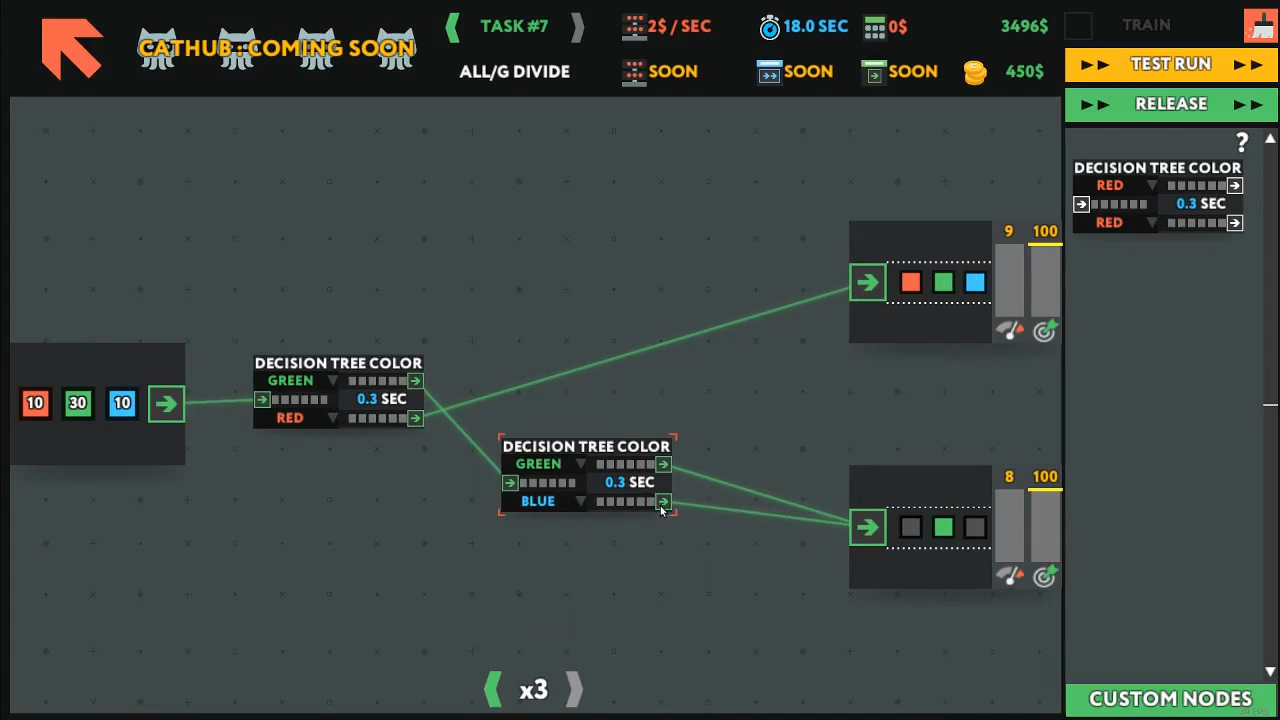 CATHUB : COMING SOON
TASK #7
2$ / SEC
18.0 SEC
0$
3496$
TRAIN
ALL/G DIVIDE
SOON
SOON
SOON
450$
TEST RUN
RELEASE
?
DECISION TREE COLOR
RED
0.3 SEC
RED
9 100
DECISION TREE COLOR
GREEN
0.3 SEC
RED
10 30 10
DECISION TREE COLOR
GREEN
0.3 SEC
BLUE
8 100
x3
CUSTOM NODES